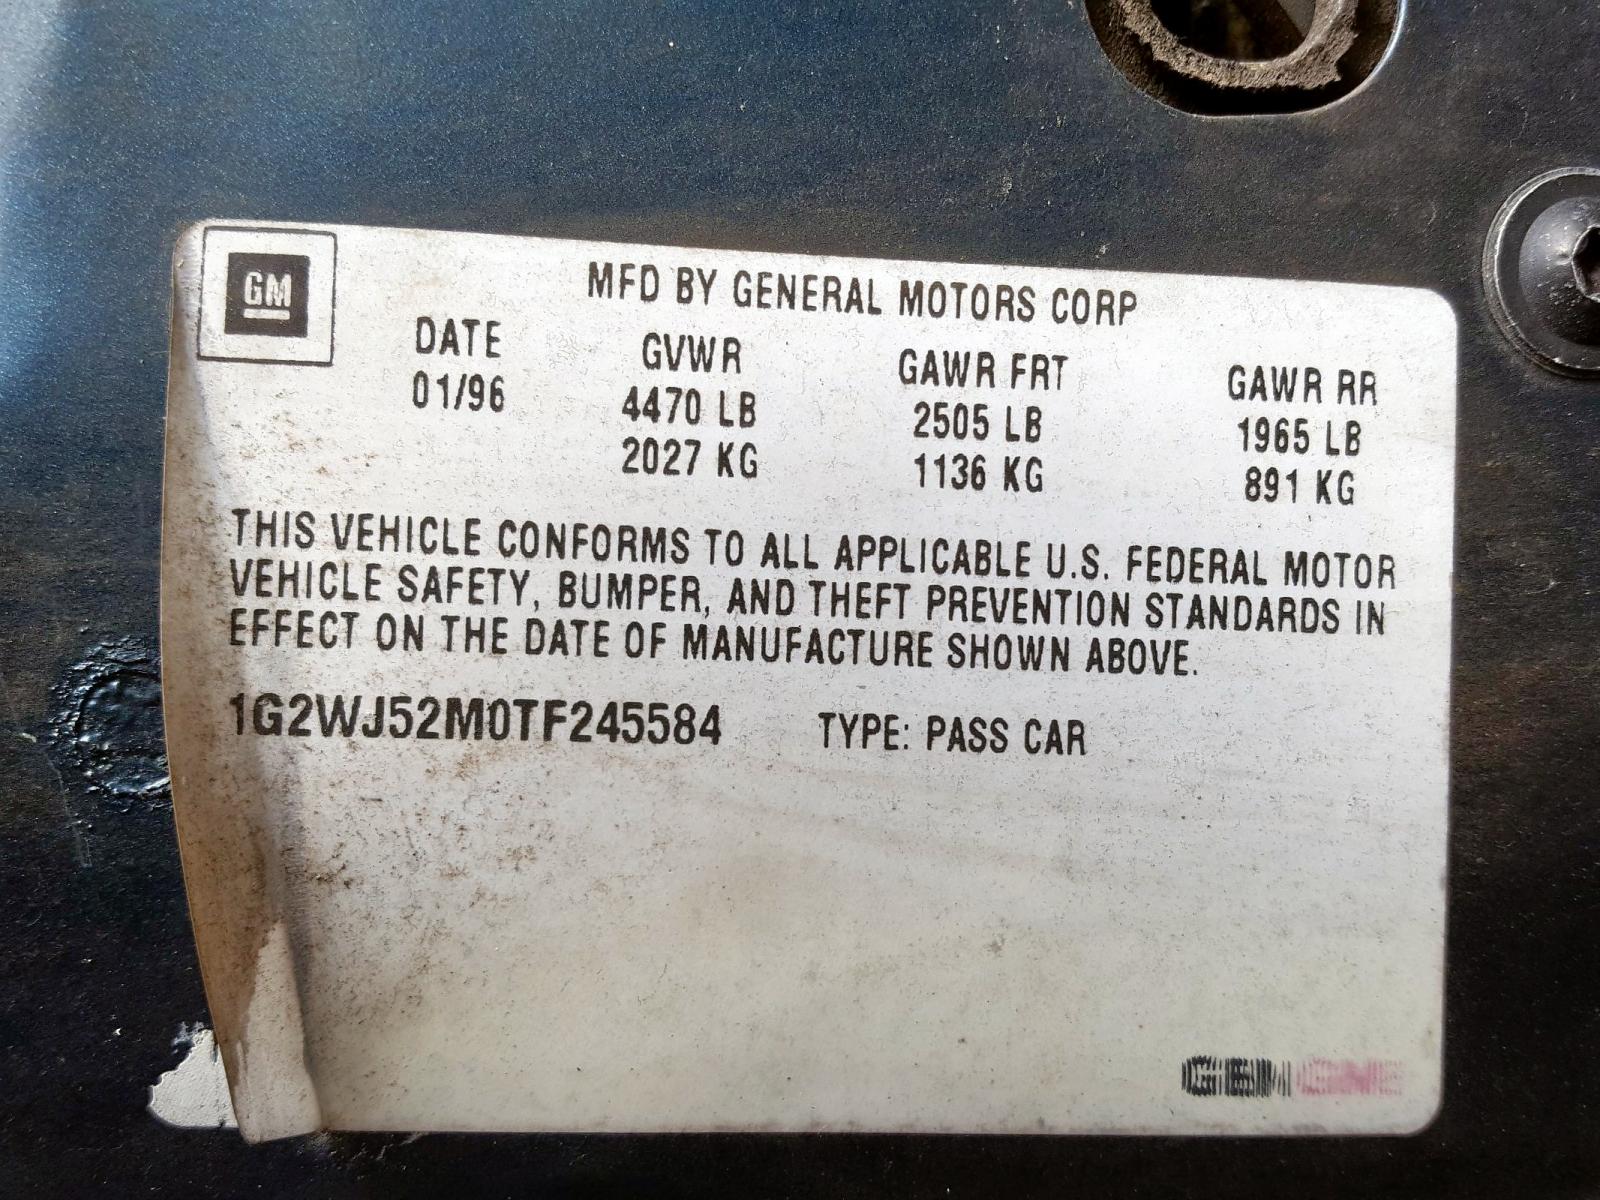 GM
MFD BY GENERAL MOTORS CORP
DATE GVWR GAWR FRT GAWR RR
01/96 4470 LB 2505 LB 1965 LB
2027 KG 1136 KG 891 KG
THIS VEHICLE CONFORMS TO ALL APPLICABLE U.S. FEDERAL MOTOR
VEHICLE SAFETY, BUMPER, AND THEFT PREVENTION STANDARDS IN
EFFECT ON THE DATE OF MANUFACTURE SHOWN ABOVE.
1G2WJ52M0TF245584 TYPE: PASS CAR